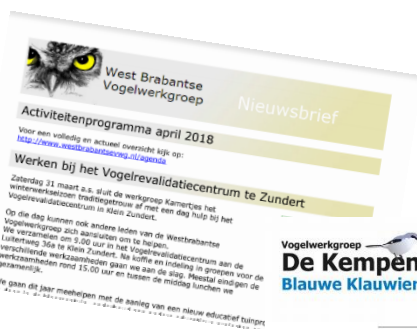 West Brabantse
Vogelwerkgroep
Nieuwsbrief
Activiteitenprogramma april 2018
Voor een volledig en actueel overzicht kijk op:
http://www.westbrabantsevwg.nl/agenda
Werken bij het Vogelrevalidatiecentrum te Zundert
Zaterdag 31 maart a.s. sluit de werkgroep Kamertjes het
winterwerkseizoen traditiegetrouw af met een dag hulp bij het
Vogelrevalidatiecentrum in Klein Zundert.
Op die dag kunnen ook andere leden van de Westbrabantse
Vogelwerkgroep zich aansluiten om te helpen.
We verzamelen om 9.00 uur in het Vogelrevalidatiecentrum aan de
Luitertweg 36a te Klein Zundert. Na koffie en indeling in groepen voor de
verschillende werkzaamheden gaan we aan de slag. Meestal eindigen de
werkzaamheden rond 15.00 uur en tussen de middag lunchen we
gezamenlijk.
gaan dit jaar meehelpen met de aanleg van een nieuw educatief
Vogelwerkgroep
De Kempen
Blauwe Klauwier